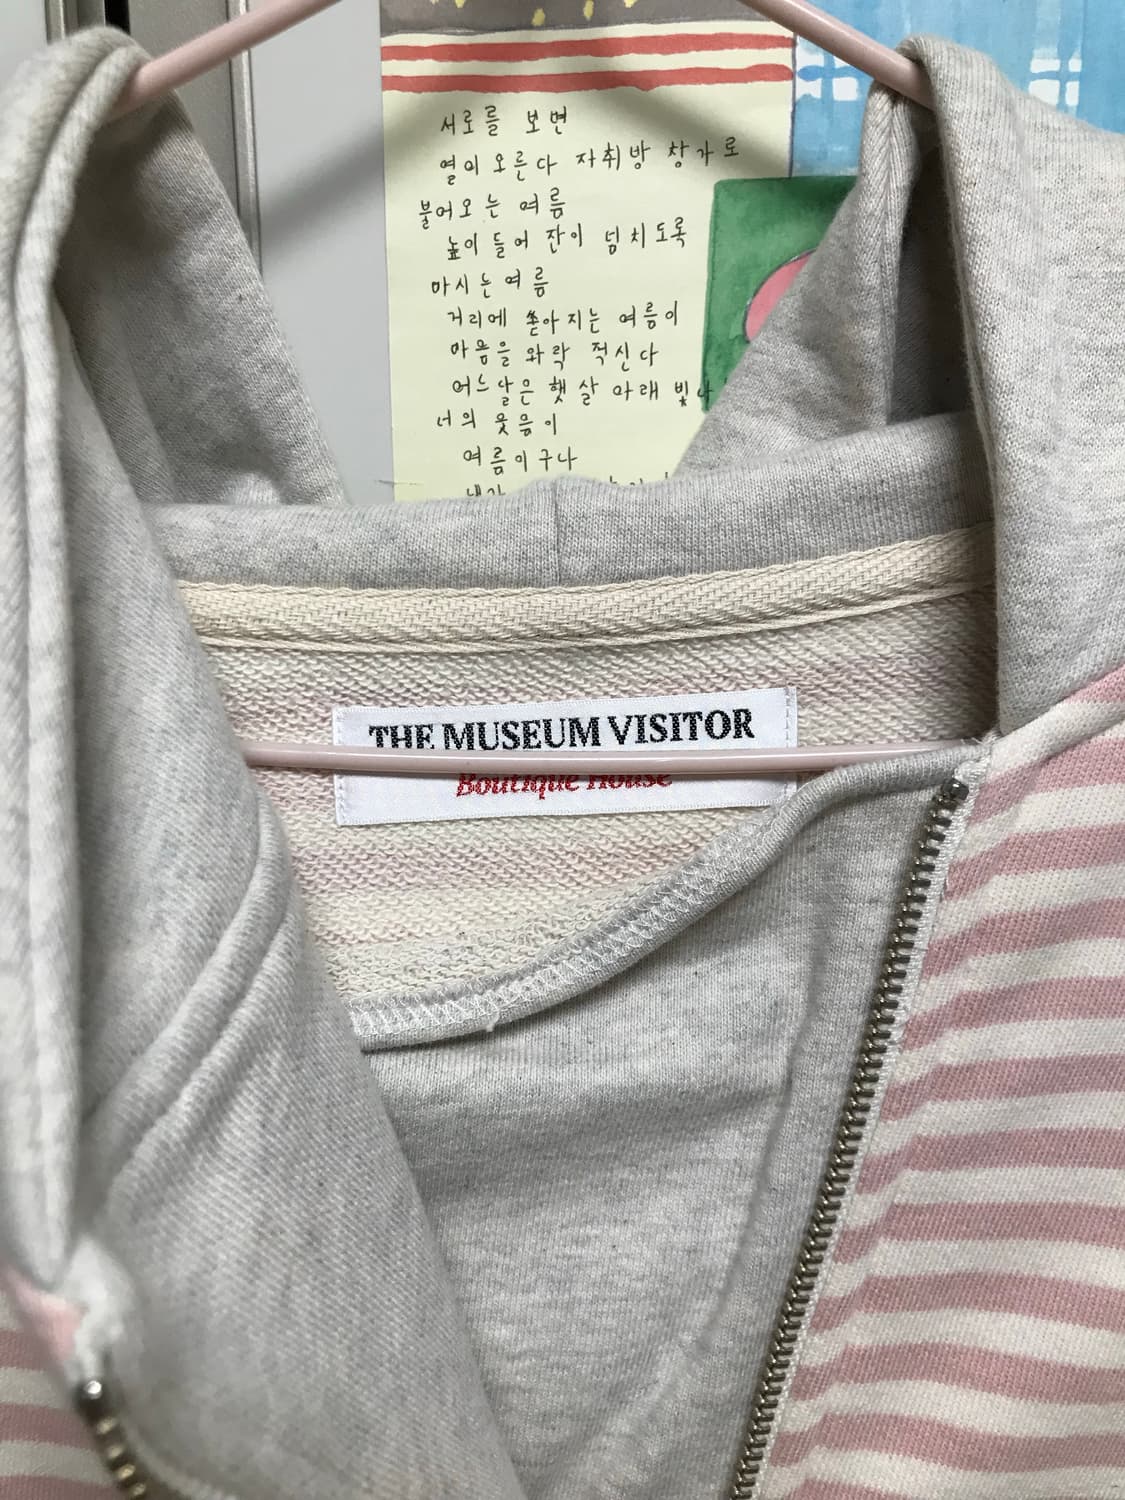 서로를 보면
열이 오른다 자취방 창가로
불어오는 여름
높이 들어 잔이 넘치도록
마시는 여름
거리에 쏟아지는 여름이
마음을 와락 적신다
어느 날은 햇살 아래 빛나
너의 웃음이
여름이구나
내가
THE MUSEUM VISITOR
Boutique House